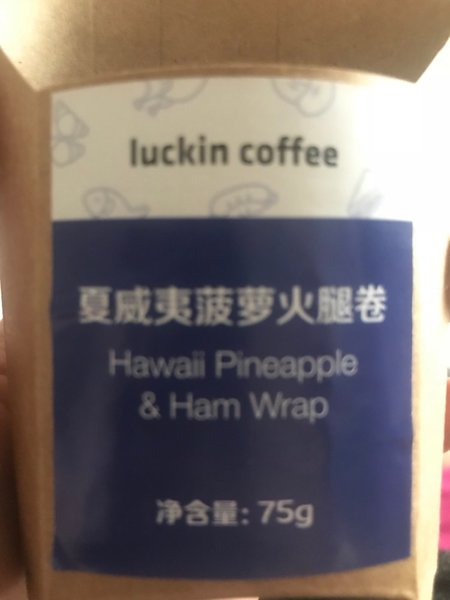 luckin coffee
夏威夷菠萝火腿卷
Hawaii Pineapple
& Ham Wrap
净含量: 75g